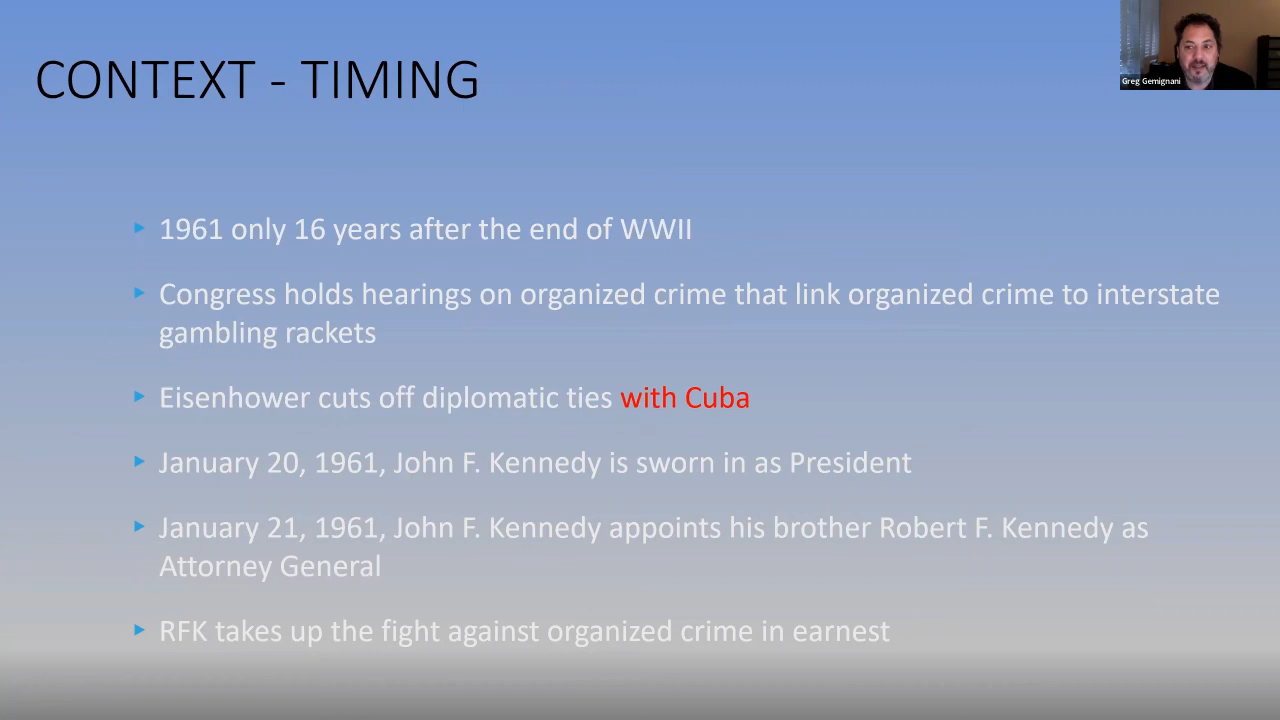 CONTEXT - TIMING
Greg Gemignani
1961 only 16 years after the end of WWII
Congress holds hearings on organized crime that link organized crime to interstate
gambling rackets
Eisenhower cuts off diplomatic ties with Cuba
January 20, 1961, John F. Kennedy is sworn in as President
January 21, 1961, John F. Kennedy appoints his brother Robert F. Kennedy as
Attorney General
RFK takes up the fight against organized crime in earnest